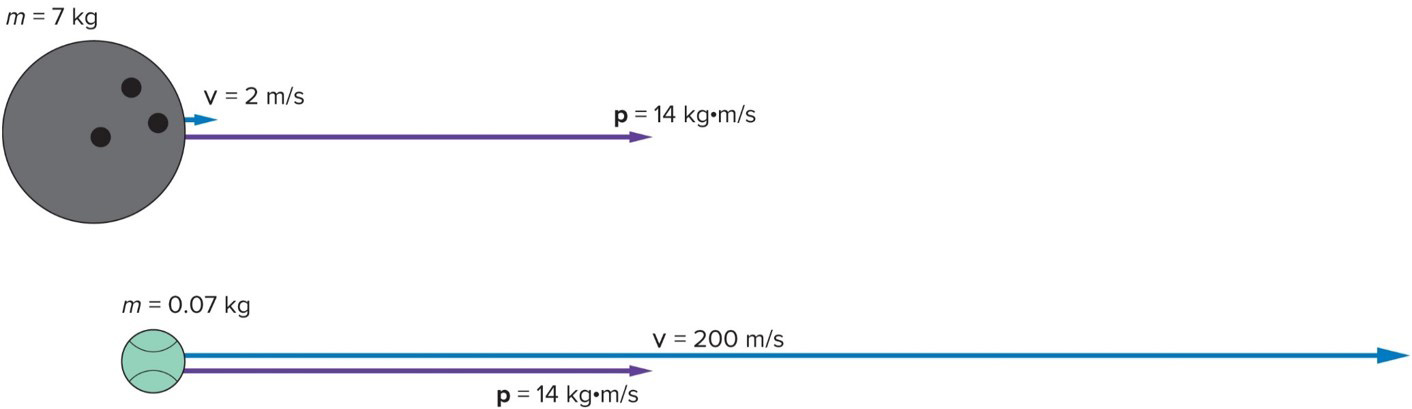 m = 7 kg
v = 2 m/s
p = 14 kg•m/s
m = 0.07 kg
v = 200 m/s
p = 14 kg•m/s